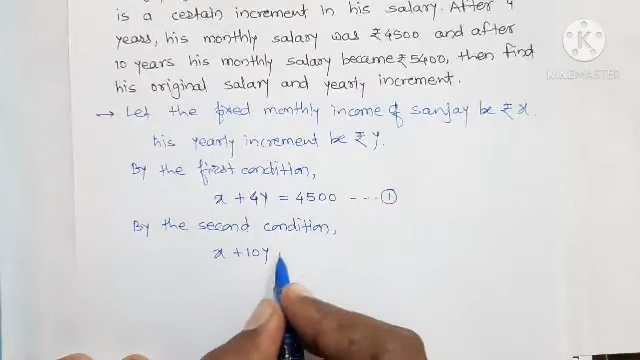 is a certain increment in his salary. After 4
years, his monthly salary was ₹4500 and after
10 years his monthly salary became ₹5400, then find
his original salary and yearly increment.
→ Let the fixed monthly income of sanjay be ₹x.
his yearly increment be ₹y.
By the first condition,
x + 4y = 4500 --- ①
By the second condition,
x + 10y
KINEMASTER